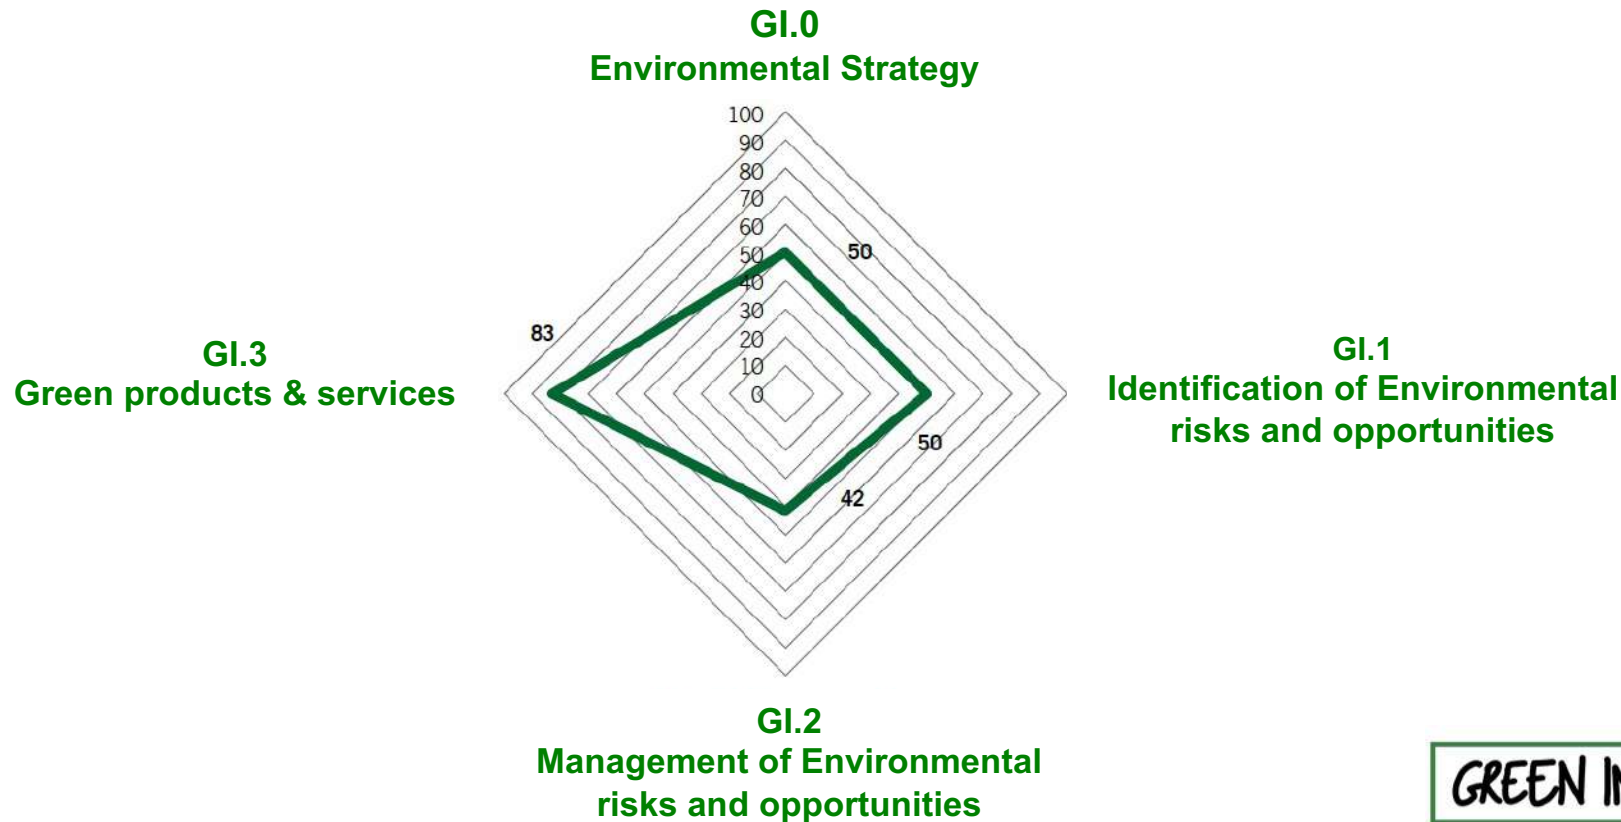 GI.0
Environmental Strategy
100
90
80
70
60
50
50
40
30
20
10
0
83
GI.3
Green products & services
GI.1
Identification of Environmental
risks and opportunities
50
42
GI.2
Management of Environmental
risks and opportunities
GREEN